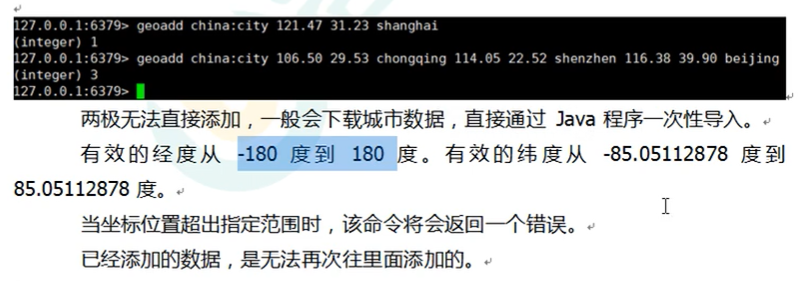 127.0.0.1:6379> geoadd china:city 121.47 31.23 shanghai
(integer) 1
127.0.0.1:6379> geoadd china:city 106.50 29.53 chongqing 114.05 22.52 shenzhen 116.38 39.90 beijing
(integer) 3
127.0.0.1:6379>
两极无法直接添加，一般会下载城市数据，直接通过 Java 程序一次性导入。
有效的经度从 -180 度到 180 度。有效的纬度从 -85.05112878 度到
85.05112878 度。
当坐标位置超出指定范围时，该命令将会返回一个错误。
已经添加的数据，是无法再次往里面添加的。